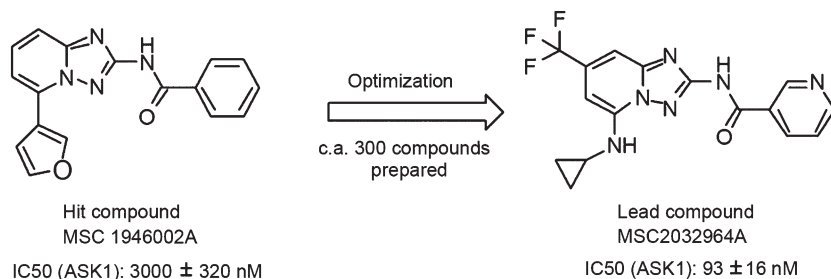 N
N
N
NH
O
O
Hit compound
MSC 1946002A
IC50 (ASK1): 3000 ± 320 nM
Optimization
c.a. 300 compounds
prepared
F
F
F
N
N
N
H
N
N
O
NH
Lead compound
MSC2032964A
IC50 (ASK1): 93 ± 16 nM